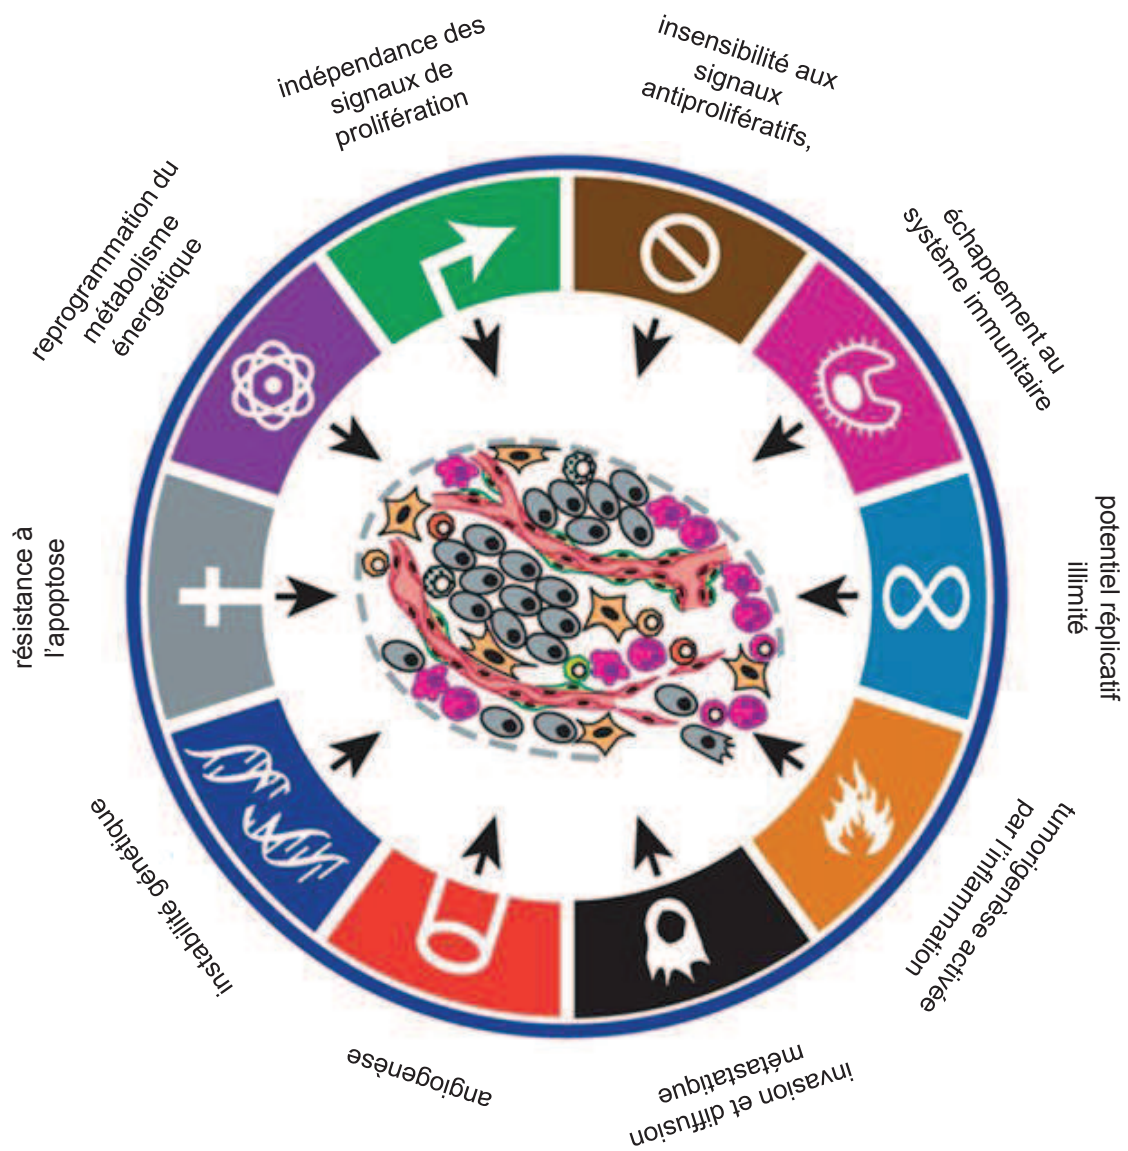 indépendance des
signaux de
prolifération
insensibilité aux
signaux
antiprolifératifs,
échappement au
système immunitaire
potentiel réplicatif
illimité
tumorigenèse activée
par l'inflammation
invasion et diffusion
métastatique
angiogenèse
instabilité génétique
résistance à
l'apoptose
reprogrammation du
métabolisme
énergétique